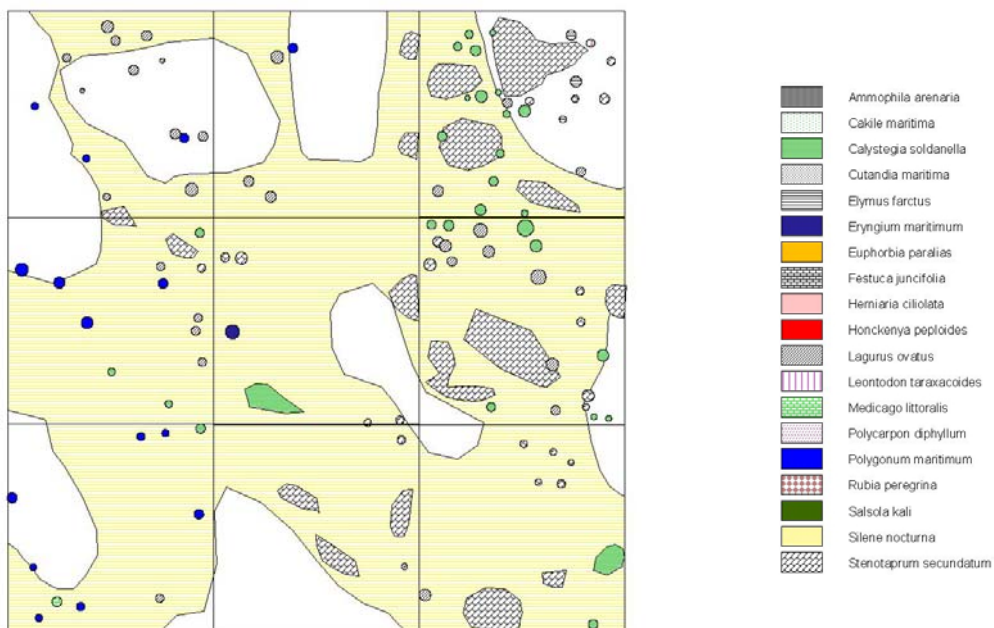 Ammophila arenaria
Cakile maritima
Calystegia soldanella
Cutandia maritima
Elymus farctus
Eryngium maritimum
Euphorbia paralias
Festuca juncifolia
Herniaria ciliolata
Honckenya peploides
Lagurus ovatus
Leontodon taraxacoides
Medicago littoralis
Polycarpon diphyllum
Polygonum maritimum
Rubia peregrina
Salsola kali
Silene nocturna
Stenotaprum secundatum